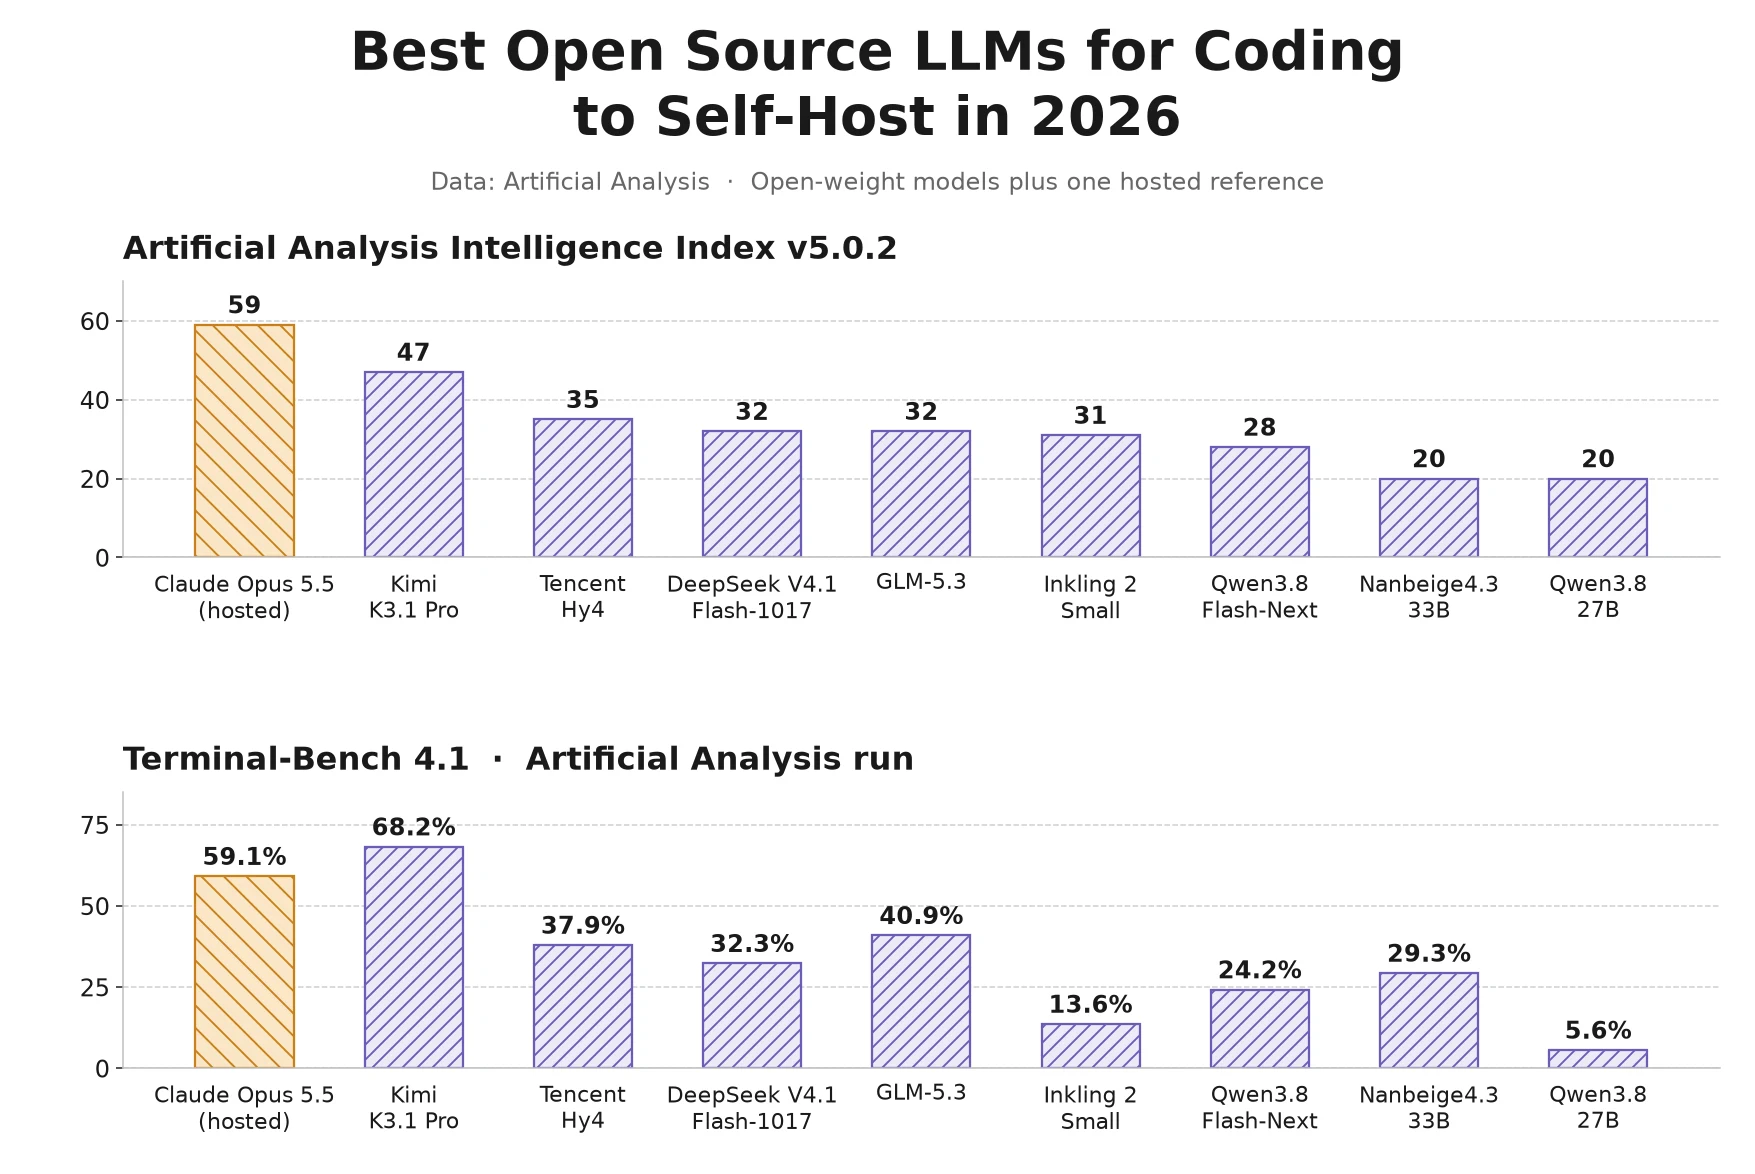 Best Open Source LLMs for Coding
to Self-Host in 2026
Data: Artificial Analysis · Open-weight models plus one hosted reference
Artificial Analysis Intelligence Index v5.0.2
60
40
20
0
59
47
35
32
32
31
28
20
20
Claude Opus 5.5
(hosted)
Kimi
K3.1 Pro
Tencent
Hy4
DeepSeek V4.1
Flash-1017
GLM-5.3
Inkling 2
Small
Qwen3.8
Flash-Next
Nanbeige4.3
33B
Qwen3.8
27B
Terminal-Bench 4.1 · Artificial Analysis run
75
50
25
0
59.1%
68.2%
37.9%
32.3%
40.9%
13.6%
24.2%
29.3%
5.6%
Claude Opus 5.5
(hosted)
Kimi
K3.1 Pro
Tencent
Hy4
DeepSeek V4.1
Flash-1017
GLM-5.3
Inkling 2
Small
Qwen3.8
Flash-Next
Nanbeige4.3
33B
Qwen3.8
27B